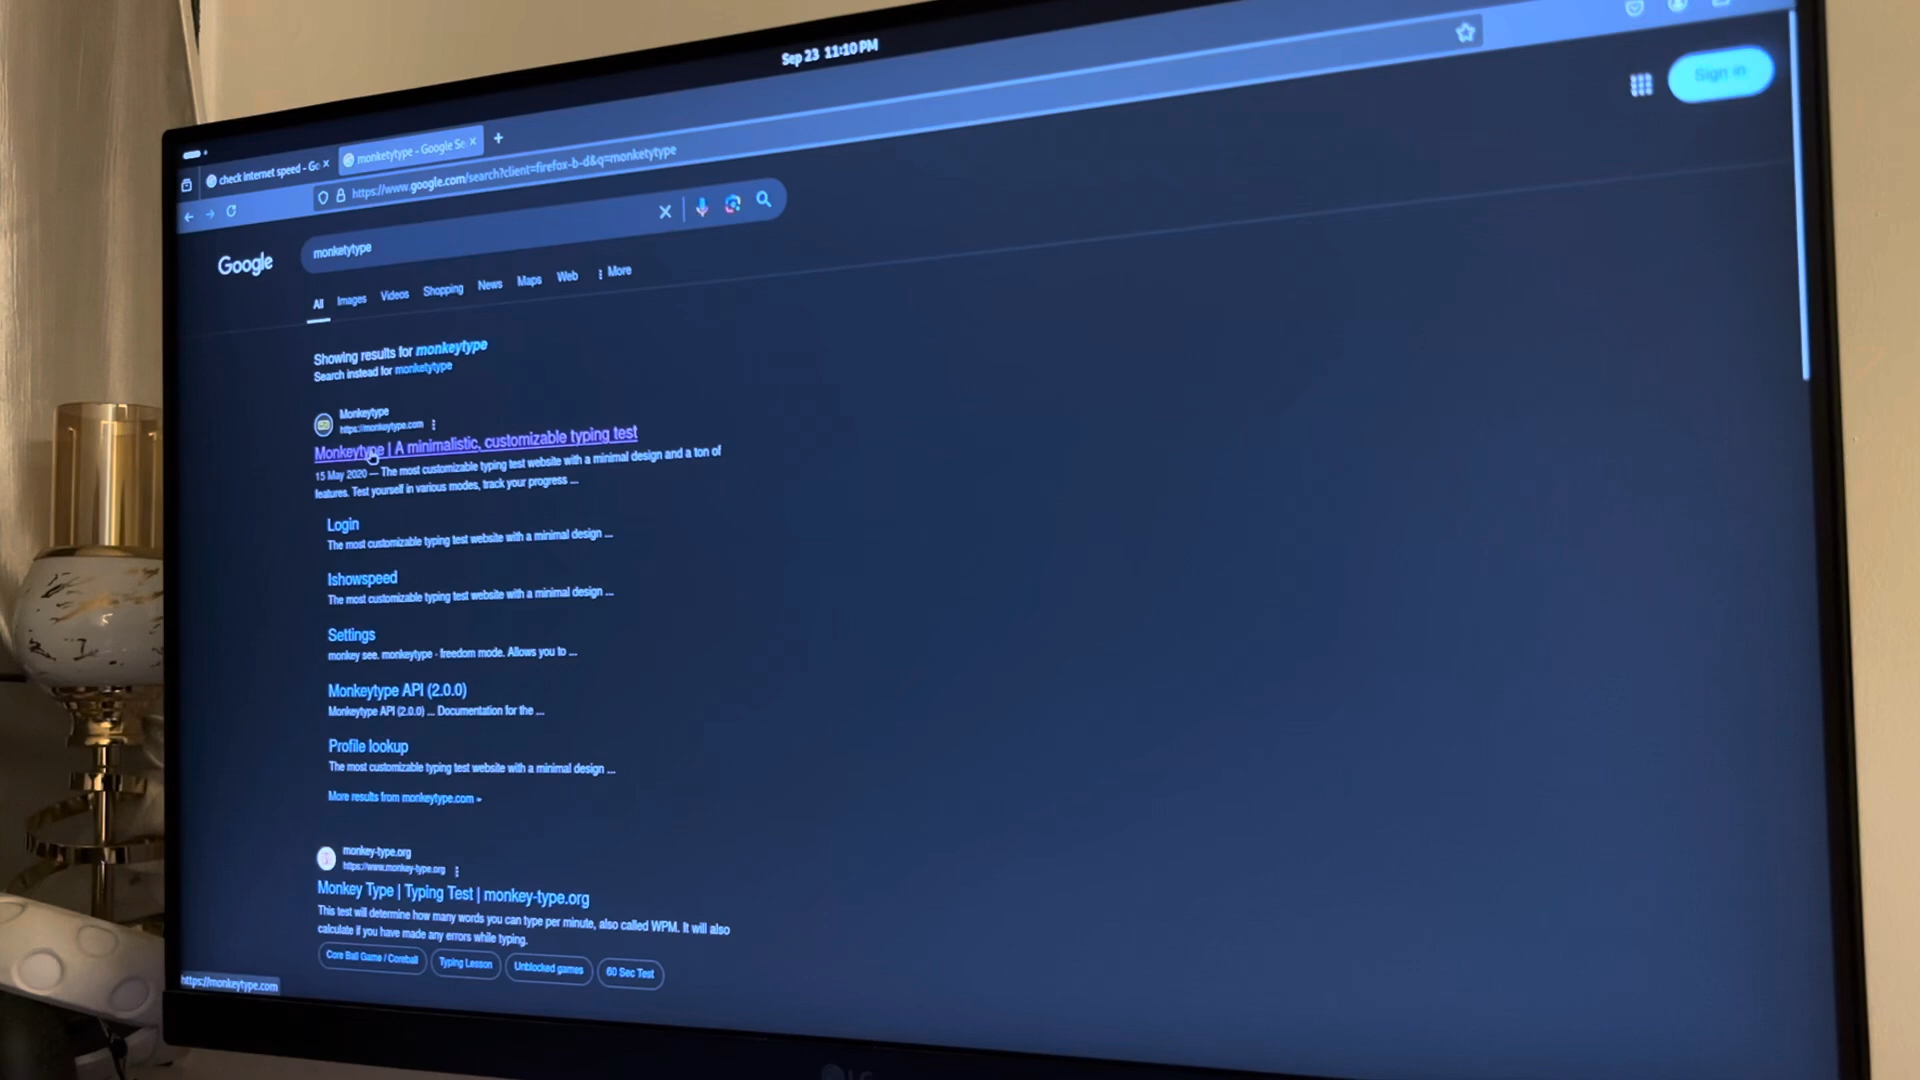 Sep 23 11:10 PM
check internet speed - Go
monketytype - Google Se
https://www.google.com/search?client=firefox-b-d&q=monketytype
Sign in
Google
monketytype
All Images Videos Shopping News Maps Web More
Showing results for monkeytype
Search instead for monketytype
Monkeytype
https://monkeytype.com
Monkeytype | A minimalistic, customizable typing test
15 May 2020 — The most customizable typing test website with a minimal design and a ton of
features. Test yourself in various modes, track your progress ...
Login
The most customizable typing test website with a minimal design ...
Ishowspeed
The most customizable typing test website with a minimal design ...
Settings
monkey see. monkeytype - freedom mode. Allows you to ...
Monkeytype API (2.0.0)
Monkeytype API (2.0.0) ... Documentation for the ...
Profile lookup
The most customizable typing test website with a minimal design ...
More results from monkeytype.com »
monkey-type.org
https://www.monkey-type.org
Monkey Type | Typing Test | monkey-type.org
This test will determine how many words you can type per minute, also called WPM. It will also
calculate if you have made any errors while typing.
Core Ball Game / Coreball
Typing Lesson
Unblocked games
60 Sec Test
https://monkeytype.com
LG